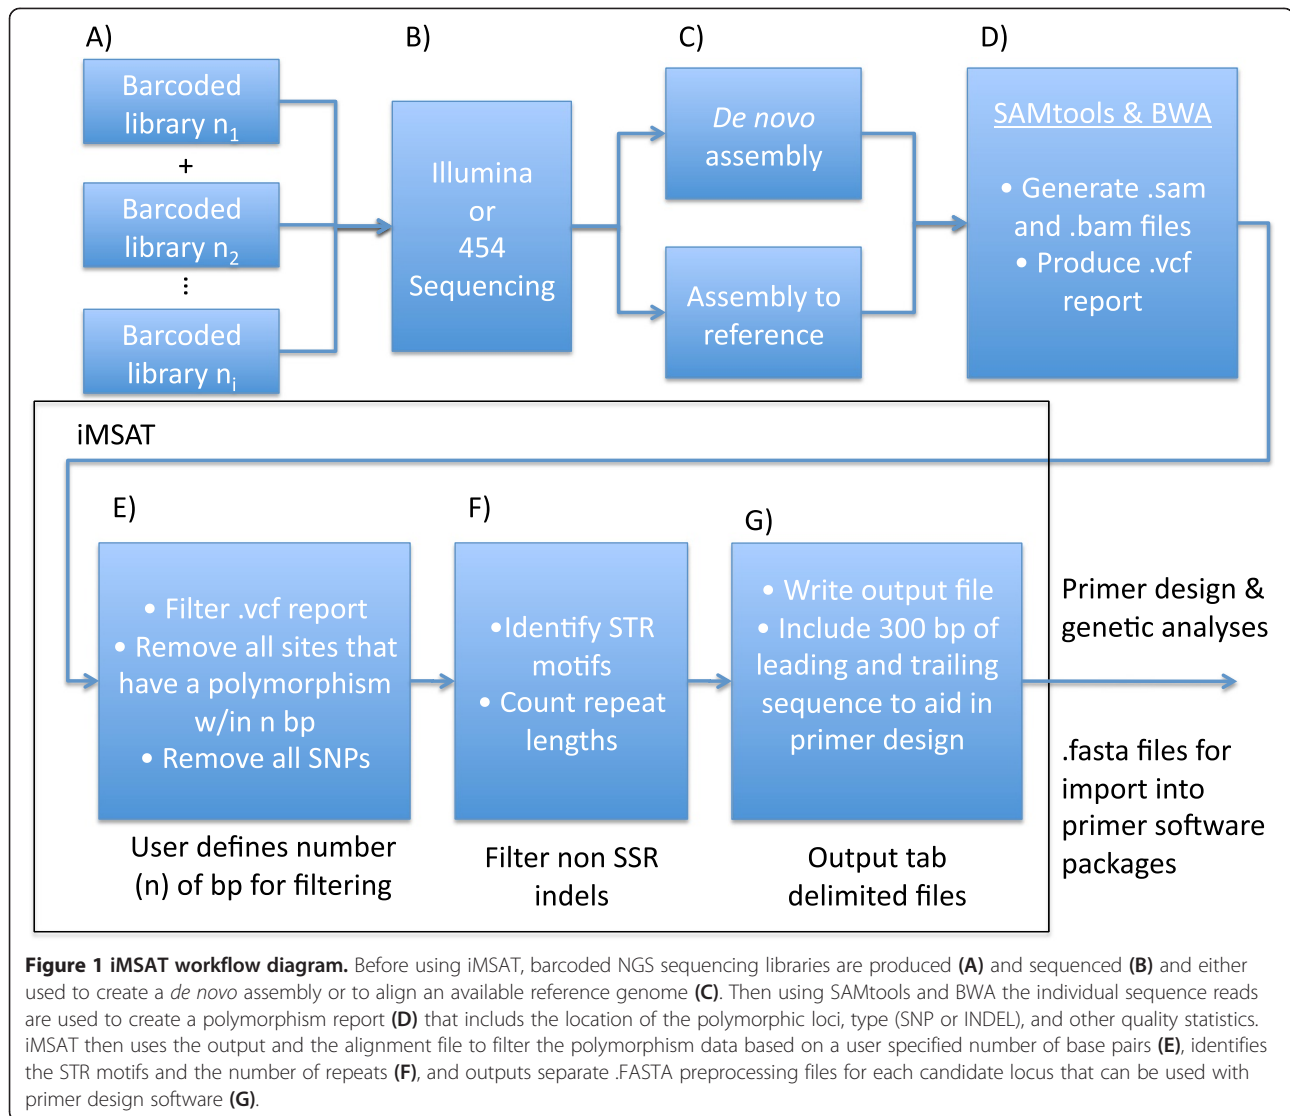 A)
B)
C)
D)
Barcoded
library n1
+
Barcoded
library n2
⋮
Barcoded
library ni
Illumina
or
454
Sequencing
De novo
assembly
Assembly to
reference
SAMtools & BWA
• Generate .sam
and .bam files
• Produce .vcf
report
iMSAT
E)
• Filter .vcf report
• Remove all sites that
have a polymorphism
w/in n bp
• Remove all SNPs
User defines number
(n) of bp for filtering
F)
•Identify STR
motifs
• Count repeat
lengths
Filter non SSR
indels
G)
• Write output file
• Include 300 bp of
leading and trailing
sequence to aid in
primer design
Output tab
delimited files
Primer design &
genetic analyses
.fasta files for
import into
primer software
packages
Figure 1 iMSAT workflow diagram. Before using iMSAT, barcoded NGS sequencing libraries are produced (A) and sequenced (B) and either
used to create a de novo assembly or to align an available reference genome (C). Then using SAMtools and BWA the individual sequence reads
are used to create a polymorphism report (D) that includs the location of the polymorphic loci, type (SNP or INDEL), and other quality statistics.
iMSAT then uses the output and the alignment file to filter the polymorphism data based on a user specified number of base pairs (E), identifies
the STR motifs and the number of repeats (F), and outputs separate .FASTA preprocessing files for each candidate locus that can be used with
primer design software (G).